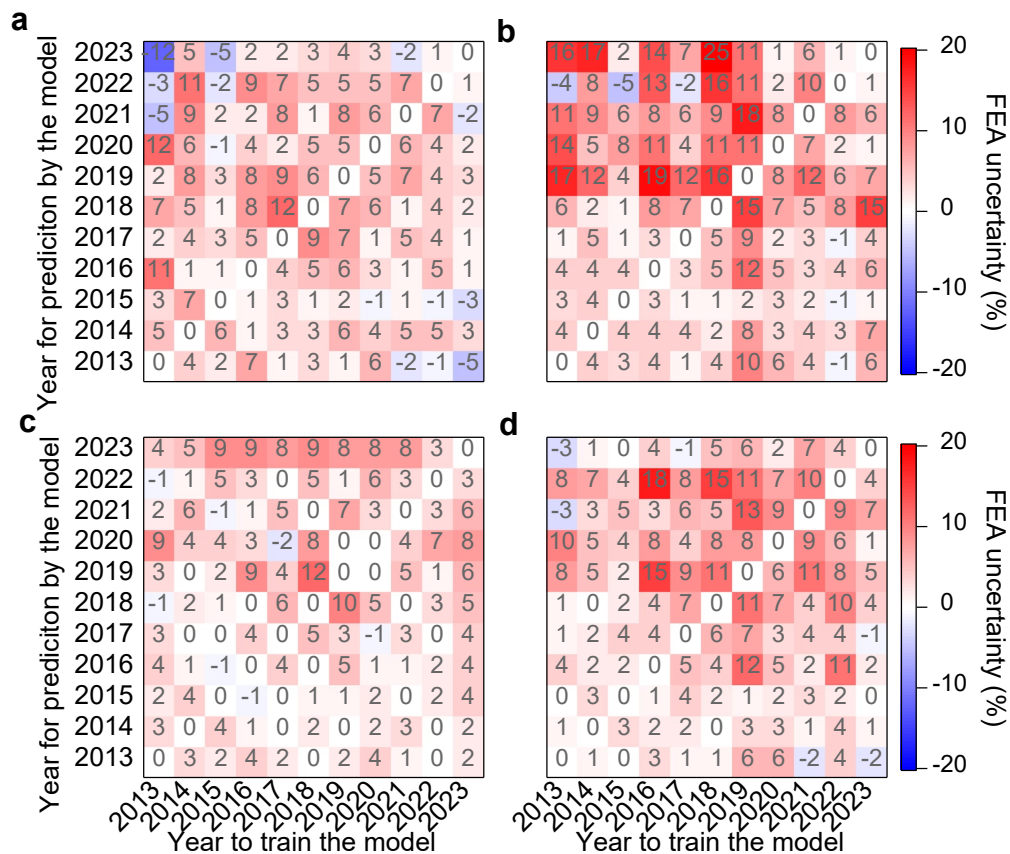 a
b
Year for prediciton by the model
2023 -12 5 -5 2 2 3 4 3 -2 1 0
2022 -3 11 -2 9 7 5 5 5 7 0 1
2021 -5 9 2 2 8 1 8 6 0 7 -2
2020 12 6 -1 4 2 5 5 0 6 4 2
2019 2 8 3 8 9 6 0 5 7 4 3
2018 7 5 1 8 12 0 7 6 1 4 2
2017 2 4 3 5 0 9 7 1 5 4 1
2016 11 1 1 0 4 5 6 3 1 5 1
2015 3 7 0 1 3 1 2 -1 1 -1 -3
2014 5 0 6 1 3 3 6 4 5 5 3
2013 0 4 2 7 1 3 1 6 -2 -1 -5
16 17 2 14 7 25 11 1 6 1 0
-4 8 -5 13 -2 16 11 2 10 0 1
11 9 6 8 6 9 18 8 0 8 6
14 5 8 11 4 11 11 0 7 2 1
17 12 4 19 12 16 0 8 12 6 7
6 2 1 8 7 0 15 7 5 8 15
1 5 1 3 0 5 9 2 3 -1 4
4 4 4 0 3 5 12 5 3 4 6
3 4 0 3 1 1 2 3 2 -1 1
4 0 4 4 4 2 8 3 4 3 7
0 4 3 4 1 4 10 6 4 -1 6
20
10
0
-10
-20
FEA uncertainty (%)
c
d
Year for prediciton by the model
2023 4 5 9 9 8 9 8 8 8 3 0
2022 -1 1 5 3 0 5 1 6 3 0 3
2021 2 6 -1 1 5 0 7 3 0 3 6
2020 9 4 4 3 -2 8 0 0 4 7 8
2019 3 0 2 9 4 12 0 0 5 1 6
2018 -1 2 1 0 6 0 10 5 0 3 5
2017 3 0 0 4 0 5 3 -1 3 0 4
2016 4 1 -1 0 4 0 5 1 1 2 4
2015 2 4 0 -1 0 1 1 2 0 2 4
2014 3 0 4 1 0 2 0 2 3 0 2
2013 0 3 2 4 2 0 2 4 1 0 2
-3 1 0 4 -1 5 6 2 7 4 0
8 7 4 18 8 15 11 7 10 0 4
-3 3 5 3 6 5 13 9 0 9 7
10 5 4 8 4 8 8 0 9 6 1
8 5 2 15 9 11 0 6 11 8 5
1 0 2 4 7 0 11 7 4 10 4
1 2 4 4 0 6 7 3 4 4 -1
4 2 2 0 5 4 12 5 2 11 2
0 3 0 1 4 2 1 2 3 2 0
1 0 3 2 2 0 3 3 1 4 1
0 1 0 3 1 1 6 6 -2 4 -2
20
10
0
-10
-20
FEA uncertainty (%)
2013 2014 2015 2016 2017 2018 2019 2020 2021 2022 2023
Year to train the model
2013 2014 2015 2016 2017 2018 2019 2020 2021 2022 2023
Year to train the model